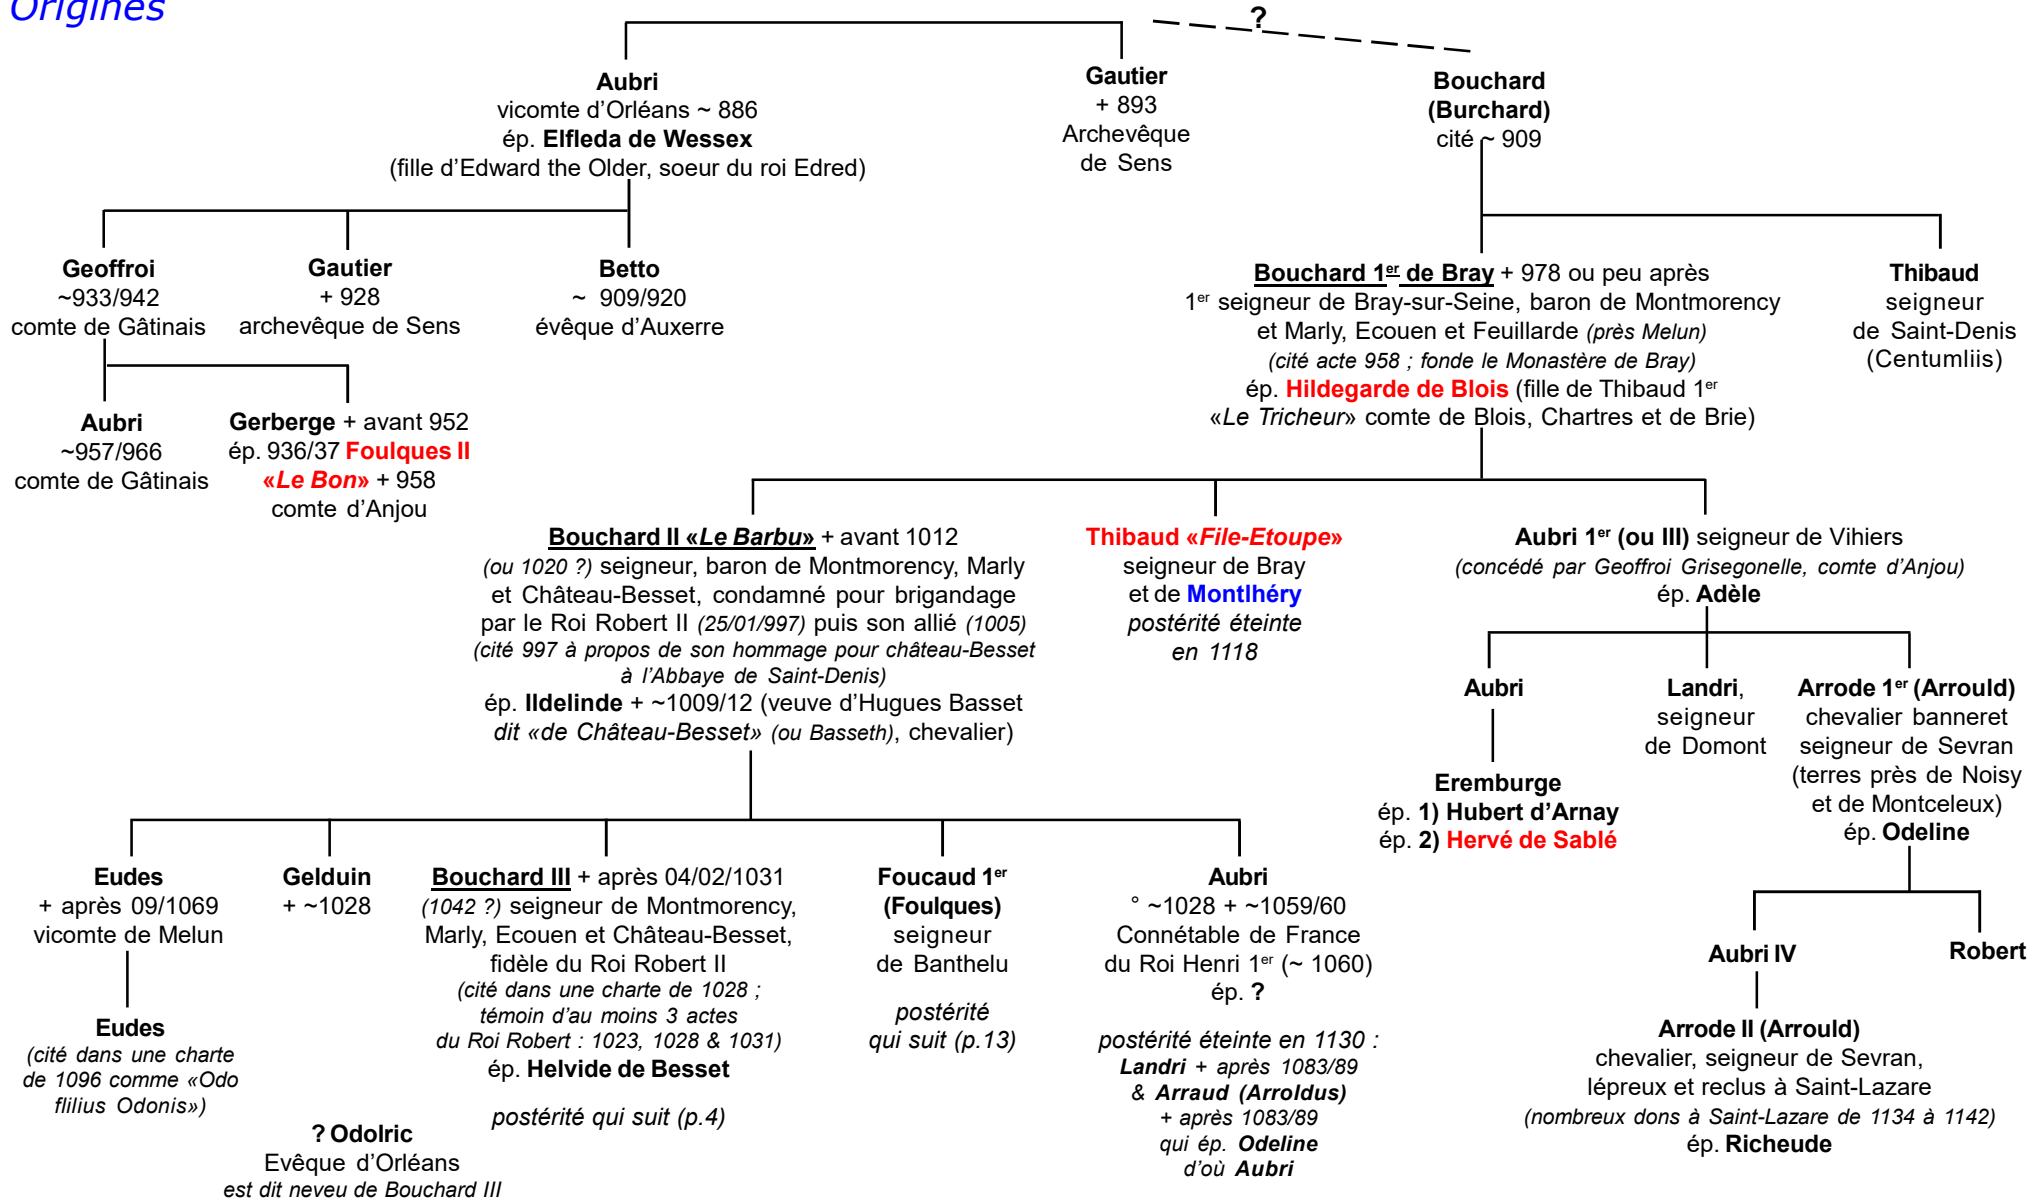 Origines
?
Aubri
vicomte d'Orléans ~ 886
ép. Elfleda de Wessex
(fille d'Edward the Older, soeur du roi Edred)
Gautier
+ 893
Archevêque
de Sens
Bouchard
(Burchard)
cité ~ 909
Geoffroi
~933/942
comte de Gâtinais
Gautier
+ 928
archevêque de Sens
Betto
~ 909/920
évêque d'Auxerre
Bouchard 1er de Bray + 978 ou peu après
1er seigneur de Bray-sur-Seine, baron de Montmorency
et Marly, Ecouen et Feuillarde (près Melun)
(cité acte 958 ; fonde le Monastère de Bray)
ép. Hildegarde de Blois (fille de Thibaud 1er
«Le Tricheur» comte de Blois, Chartres et de Brie)
Thibaud
seigneur
de Saint-Denis
(Centumliis)
Aubri
~957/966
comte de Gâtinais
Gerberge + avant 952
ép. 936/37 Foulques II
«Le Bon» + 958
comte d'Anjou
Bouchard II «Le Barbu» + avant 1012
(ou 1020 ?) seigneur, baron de Montmorency, Marly
et Château-Besset, condamné pour brigandage
par le Roi Robert II (25/01/997) puis son allié (1005)
(cité 997 à propos de son hommage pour château-Besset
à l'Abbaye de Saint-Denis)
ép. Ildelinde + ~1009/12 (veuve d'Hugues Basset
dit «de Château-Besset» (ou Basseth), chevalier)
Thibaud «File-Etoupe»
seigneur de Bray
et de Montlhéry
postérité éteinte
en 1118
Aubri 1er (ou III) seigneur de Vihiers
(concédé par Geoffroi Grisegonelle, comte d'Anjou)
ép. Adèle
Aubri
Landri,
seigneur
de Domont
Arrode 1er (Arrould)
chevalier banneret
seigneur de Sevran
(terres près de Noisy
et de Montceleux)
ép. Odeline
Eremburge
ép. 1) Hubert d'Arnay
ép. 2) Hervé de Sablé
Eudes
+ après 09/1069
vicomte de Melun
Gelduin
+ ~1028
Bouchard III + après 04/02/1031
(1042 ?) seigneur de Montmorency,
Marly, Ecouen et Château-Besset,
fidèle du Roi Robert II
(cité dans une charte de 1028 ;
témoin d'au moins 3 actes
du Roi Robert : 1023, 1028 & 1031)
ép. Helvide de Besset
postérité qui suit (p.4)
Foucaud 1er
(Foulques)
seigneur
de Banthelu
postérité
qui suit (p.13)
Aubri
° ~1028 + ~1059/60
Connétable de France
du Roi Henri 1er (~ 1060)
ép. ?
postérité éteinte en 1130 :
Landri + après 1083/89
& Arraud (Arroldus)
+ après 1083/89
qui ép. Odeline
d'où Aubri
Aubri IV
Robert
Eudes
(cité dans une charte
de 1096 comme «Odo
flilius Odonis»)
Arrode II (Arrould)
chevalier, seigneur de Sevran,
lépreux et reclus à Saint-Lazare
(nombreux dons à Saint-Lazare de 1134 à 1142)
ép. Richeude
? Odolric
Evêque d'Orléans
est dit neveu de Bouchard III